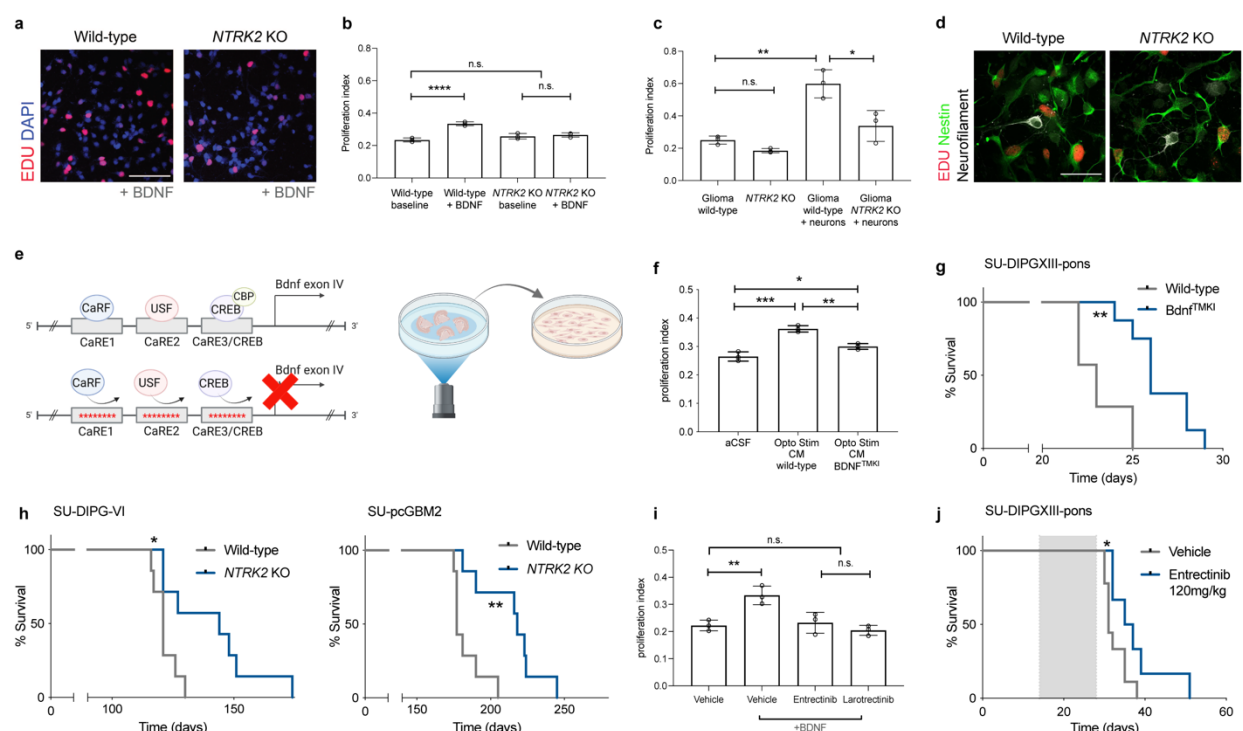 a
Wild-type
NTRK2 KO
EDU DAPI
+ BDNF
+ BDNF
b
Proliferation index
0.8
0.6
0.4
0.2
0.0
n.s.
****
n.s.
Wild-type
baseline
Wild-type
+ BDNF
NTRK2 KO
baseline
NTRK2 KO
+ BDNF
c
Proliferation index
0.8
0.6
0.4
0.2
0.0
**
*
n.s.
Glioma
wild-type
NTRK2 KO
Glioma
wild-type
+ neurons
Glioma
NTRK2 KO
+ neurons
d
Wild-type
NTRK2 KO
EDU Nestin
Neurofilament
e
CaRF
USF
CREB
CBP
Bdnf exon IV
5'
3'
CaRE1
CaRE2
CaRE3/CREB
CaRF
USF
CREB
Bdnf exon IV
5'
********
********
********
3'
CaRE1
CaRE2
CaRE3/CREB
f
proliferation index
0.5
0.4
0.3
0.2
0.1
0.0
*
***
**
aCSF
Opto Stim
CM
wild-type
Opto Stim
CM
BDNFTMKI
g
SU-DIPGXIII-pons
Wild-type
BdnfTMKI
**
% Survival
100
50
0
0
20
25
30
Time (days)
h
SU-DIPG-VI
*
Wild-type
NTRK2 KO
% Survival
100
50
0
0
100
150
Time (days)
SU-pcGBM2
Wild-type
NTRK2 KO
**
% Survival
100
50
0
0
150
200
250
Time (days)
i
proliferation index
0.5
0.4
0.3
0.2
0.1
0.0
n.s.
**
n.s.
Vehicle
Vehicle
Entrectinib
Larotrectinib
+BDNF
j
SU-DIPGXIII-pons
*
Vehicle
Entrectinib
120mg/kg
% Survival
100
50
0
0
20
40
60
Time (days)